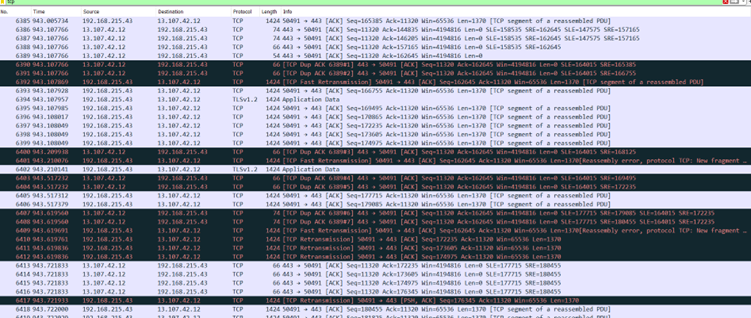 tcp
No. Time Source Destination Protocol Length Info
6385 943.005734 192.168.215.43 13.107.42.12 TCP 1424 50491 → 443 [ACK] Seq=165385 Ack=11320 Win=65536 Len=1370 [TCP segment of a reassembled PDU]
6386 943.107766 13.107.42.12 192.168.215.43 TCP 74 443 → 50491 [ACK] Seq=11320 Ack=144835 Win=4194816 Len=0 SLE=158535 SRE=162645 SLE=147575 SRE=157165
6387 943.107766 13.107.42.12 192.168.215.43 TCP 74 443 → 50491 [ACK] Seq=11320 Ack=146205 Win=4194816 Len=0 SLE=158535 SRE=162645 SLE=147575 SRE=157165
6388 943.107766 13.107.42.12 192.168.215.43 TCP 66 443 → 50491 [ACK] Seq=11320 Ack=157165 Win=4194816 Len=0 SLE=158535 SRE=162645
6389 943.107766 13.107.42.12 192.168.215.43 TCP 66 443 → 50491 [ACK] Seq=11320 Ack=162645 Win=4194816 Len=0
6390 943.107766 13.107.42.12 192.168.215.43 TCP 66 [TCP Dup ACK 6389#1] 443 → 50491 [ACK] Seq=11320 Ack=162645 Win=4194816 Len=0 SLE=164015 SRE=165385
6391 943.107766 13.107.42.12 192.168.215.43 TCP 66 [TCP Dup ACK 6389#2] 443 → 50491 [ACK] Seq=11320 Ack=162645 Win=4194816 Len=0 SLE=164015 SRE=166755
6392 943.107869 192.168.215.43 13.107.42.12 TCP 1424 [TCP Fast Retransmission] 50491 → 443 [ACK] Seq=162645 Ack=11320 Win=65536 Len=1370 [TCP segment of a reassembled PDU]
6393 943.107928 192.168.215.43 13.107.42.12 TCP 1424 50491 → 443 [ACK] Seq=166755 Ack=11320 Win=65536 Len=1370 [TCP segment of a reassembled PDU]
6394 943.107957 192.168.215.43 13.107.42.12 TLSv1.2 1424 Application Data
6395 943.107985 192.168.215.43 13.107.42.12 TCP 1424 50491 → 443 [ACK] Seq=169495 Ack=11320 Win=65536 Len=1370 [TCP segment of a reassembled PDU]
6396 943.108017 192.168.215.43 13.107.42.12 TCP 1424 50491 → 443 [ACK] Seq=170865 Ack=11320 Win=65536 Len=1370 [TCP segment of a reassembled PDU]
6397 943.108049 192.168.215.43 13.107.42.12 TCP 1424 50491 → 443 [ACK] Seq=172235 Ack=11320 Win=65536 Len=1370 [TCP segment of a reassembled PDU]
6398 943.108049 192.168.215.43 13.107.42.12 TCP 1424 50491 → 443 [ACK] Seq=173605 Ack=11320 Win=65536 Len=1370 [TCP segment of a reassembled PDU]
6399 943.108049 192.168.215.43 13.107.42.12 TCP 1424 50491 → 443 [ACK] Seq=174975 Ack=11320 Win=65536 Len=1370 [TCP segment of a reassembled PDU]
6400 943.209938 13.107.42.12 192.168.215.43 TCP 66 [TCP Dup ACK 6389#3] 443 → 50491 [ACK] Seq=11320 Ack=162645 Win=4194816 Len=0 SLE=164015 SRE=168125
6401 943.210076 192.168.215.43 13.107.42.12 TCP 1424 [TCP Fast Retransmission] 50491 → 443 [ACK] Seq=162645 Ack=11320 Win=65536 Len=1370[Reassembly error, protocol TCP: New fragment …
6402 943.210141 192.168.215.43 13.107.42.12 TLSv1.2 1424 Application Data
6403 943.517232 13.107.42.12 192.168.215.43 TCP 66 [TCP Dup ACK 6389#4] 443 → 50491 [ACK] Seq=11320 Ack=162645 Win=4194816 Len=0 SLE=164015 SRE=169495
6404 943.517232 13.107.42.12 192.168.215.43 TCP 66 [TCP Dup ACK 6389#5] 443 → 50491 [ACK] Seq=11320 Ack=162645 Win=4194816 Len=0 SLE=164015 SRE=172235
6405 943.517312 192.168.215.43 13.107.42.12 TCP 1424 50491 → 443 [ACK] Seq=177715 Ack=11320 Win=65536 Len=1370 [TCP segment of a reassembled PDU]
6406 943.517379 192.168.215.43 13.107.42.12 TCP 1424 50491 → 443 [ACK] Seq=179085 Ack=11320 Win=65536 Len=1370 [TCP segment of a reassembled PDU]
6407 943.619560 13.107.42.12 192.168.215.43 TCP 74 [TCP Dup ACK 6389#6] 443 → 50491 [ACK] Seq=11320 Ack=162645 Win=4194816 Len=0 SLE=177715 SRE=179085 SLE=164015 SRE=172235
6408 943.619560 13.107.42.12 192.168.215.43 TCP 74 [TCP Dup ACK 6389#7] 443 → 50491 [ACK] Seq=11320 Ack=162645 Win=4194816 Len=0 SLE=177715 SRE=180455 SLE=164015 SRE=172235
6409 943.619691 192.168.215.43 13.107.42.12 TCP 1424 [TCP Fast Retransmission] 50491 → 443 [ACK] Seq=162645 Ack=11320 Win=65536 Len=1370[Reassembly error, protocol TCP: New fragment …
6410 943.619761 192.168.215.43 13.107.42.12 TCP 1424 [TCP Retransmission] 50491 → 443 [ACK] Seq=172235 Ack=11320 Win=65536 Len=1370
6411 943.619836 192.168.215.43 13.107.42.12 TCP 1424 [TCP Retransmission] 50491 → 443 [ACK] Seq=173605 Ack=11320 Win=65536 Len=1370
6412 943.619836 192.168.215.43 13.107.42.12 TCP 1424 [TCP Retransmission] 50491 → 443 [ACK] Seq=174975 Ack=11320 Win=65536 Len=1370
6413 943.721833 13.107.42.12 192.168.215.43 TCP 66 443 → 50491 [ACK] Seq=11320 Ack=172235 Win=4194816 Len=0 SLE=177715 SRE=180455
6414 943.721833 13.107.42.12 192.168.215.43 TCP 66 443 → 50491 [ACK] Seq=11320 Ack=173605 Win=4194816 Len=0 SLE=177715 SRE=180455
6415 943.721833 13.107.42.12 192.168.215.43 TCP 66 443 → 50491 [ACK] Seq=11320 Ack=174975 Win=4194816 Len=0 SLE=177715 SRE=180455
6416 943.721833 13.107.42.12 192.168.215.43 TCP 66 443 → 50491 [ACK] Seq=11320 Ack=176345 Win=4194816 Len=0 SLE=177715 SRE=180455
6417 943.721933 192.168.215.43 13.107.42.12 TCP 1424 [TCP Retransmission] 50491 → 443 [PSH, ACK] Seq=176345 Ack=11320 Win=65536 Len=1370
6418 943.722000 192.168.215.43 13.107.42.12 TCP 1424 50491 → 443 [ACK] Seq=180455 Ack=11320 Win=65536 Len=1370 [TCP segment of a reassembled PDU]